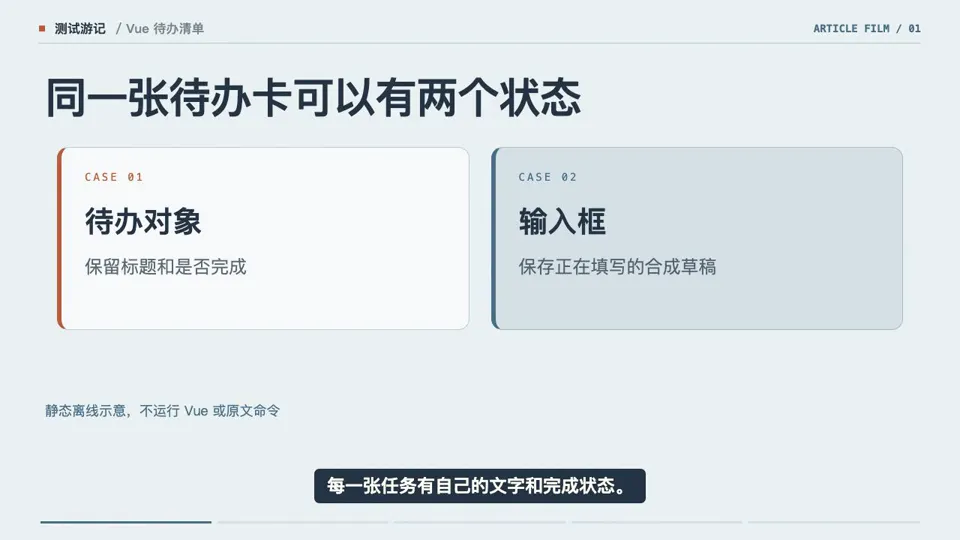 测试游记 / Vue 待办清单
ARTICLE FILM / 01
同一张待办卡可以有两个状态
CASE 01
待办对象
保留标题和是否完成
CASE 02
输入框
保存正在填写的合成草稿
静态离线示意，不运行 Vue 或原文命令
每一张任务有自己的文字和完成状态。